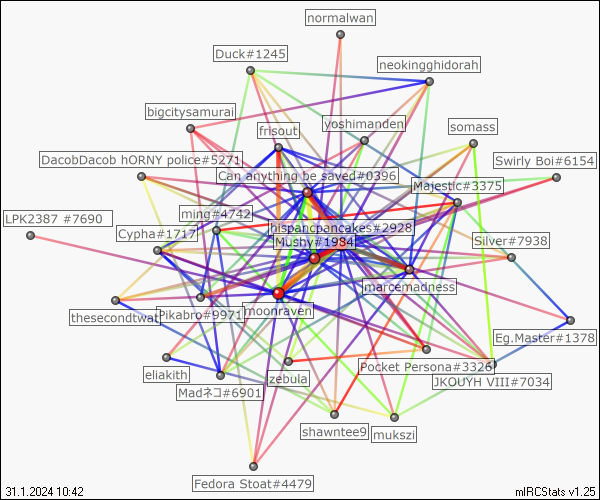 normalwan
Duck#1245
neokingghidorah
bigcitysamurai
yoshimanden
frisout
somass
DacobDacob hORNY police#5271
Swirly Boi#6154
Can anything be saved#0396
Majestic#3375
LPK2387 #7690
ming#4742
hispancpancakes#2928
Cypha#1717
Mushy#1984
Silver#7938
marcemadness
thesecondtwat
Pikabro#9971
moonraven
Eg.Master#1378
eliakith
Pocket Persona#3326
zebula
JKOUYH VIII#7034
Madネコ#6901
shawntee9
mukszi
Fedora Stoat#4479
31.1.2024 10:42
mIRCStats v1.25